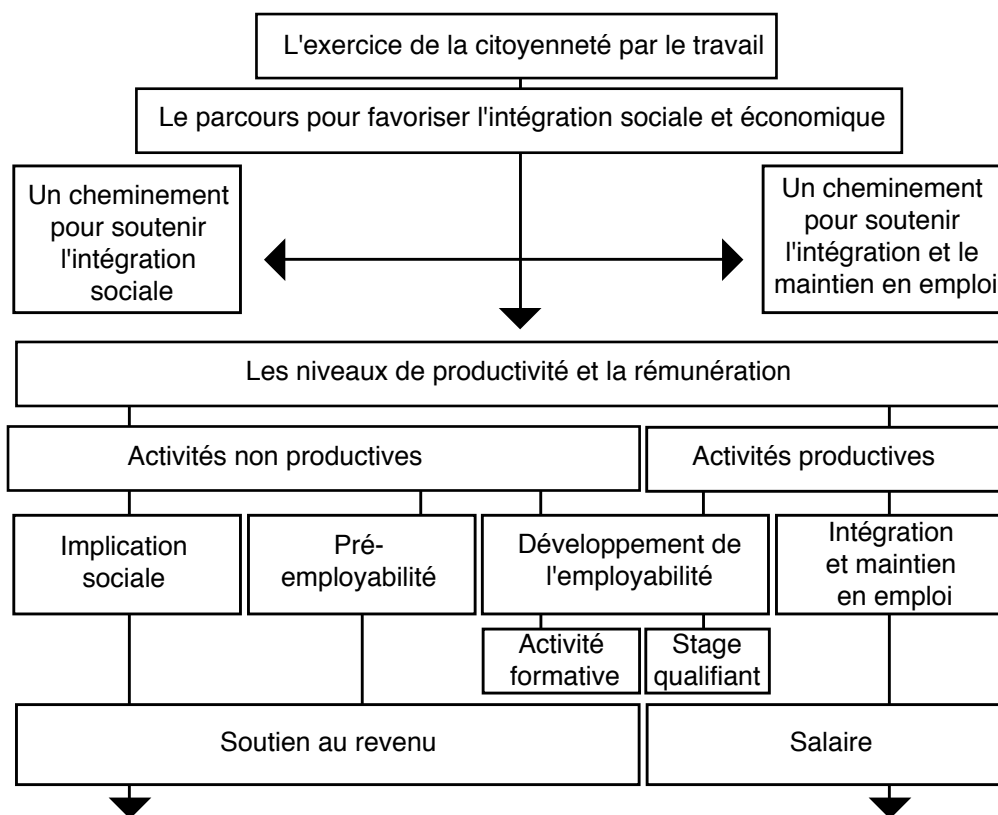 L'exercice de la citoyenneté par le travail
Le parcours pour favoriser l'intégration sociale et économique
Un cheminement
pour soutenir
l'intégration
sociale
Un cheminement
pour soutenir
l'intégration et le
maintien en emploi
Les niveaux de productivité et la rémunération
Activités non productives
Activités productives
Implication
sociale
Pré-
employabilité
Développement de
l'employabilité
Intégration
et maintien
en emploi
Activité
formative
Stage
qualifiant
Soutien au revenu
Salaire